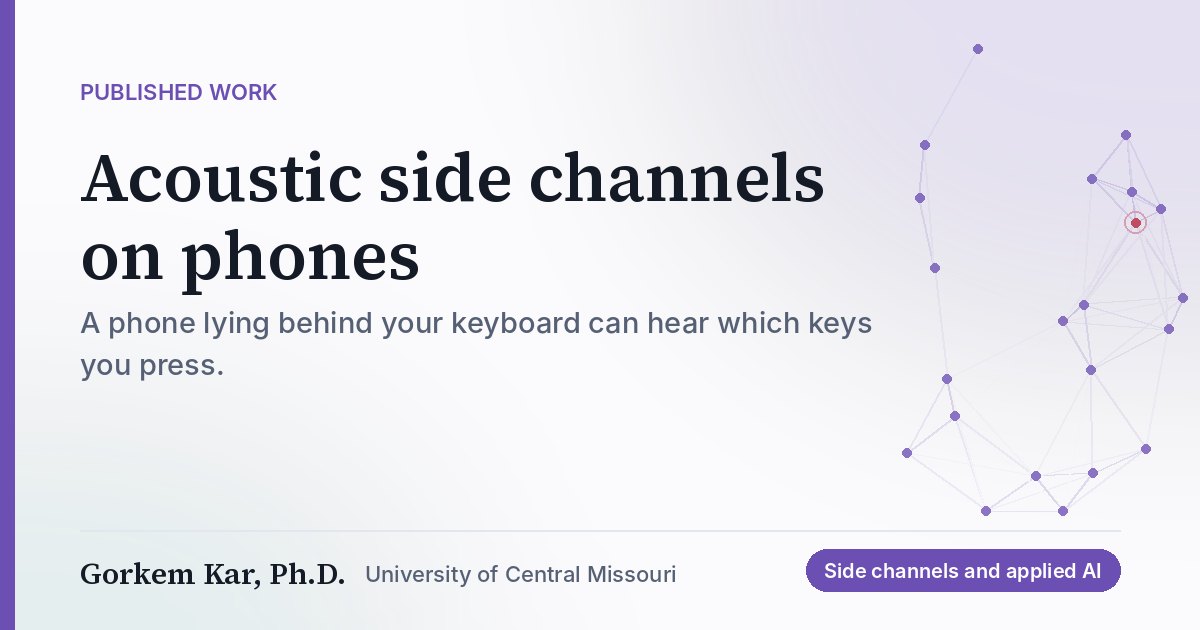 PUBLISHED WORK
Acoustic side channels
on phones
A phone lying behind your keyboard can hear which keys
you press.
Gorkem Kar, Ph.D. University of Central Missouri
Side channels and applied AI